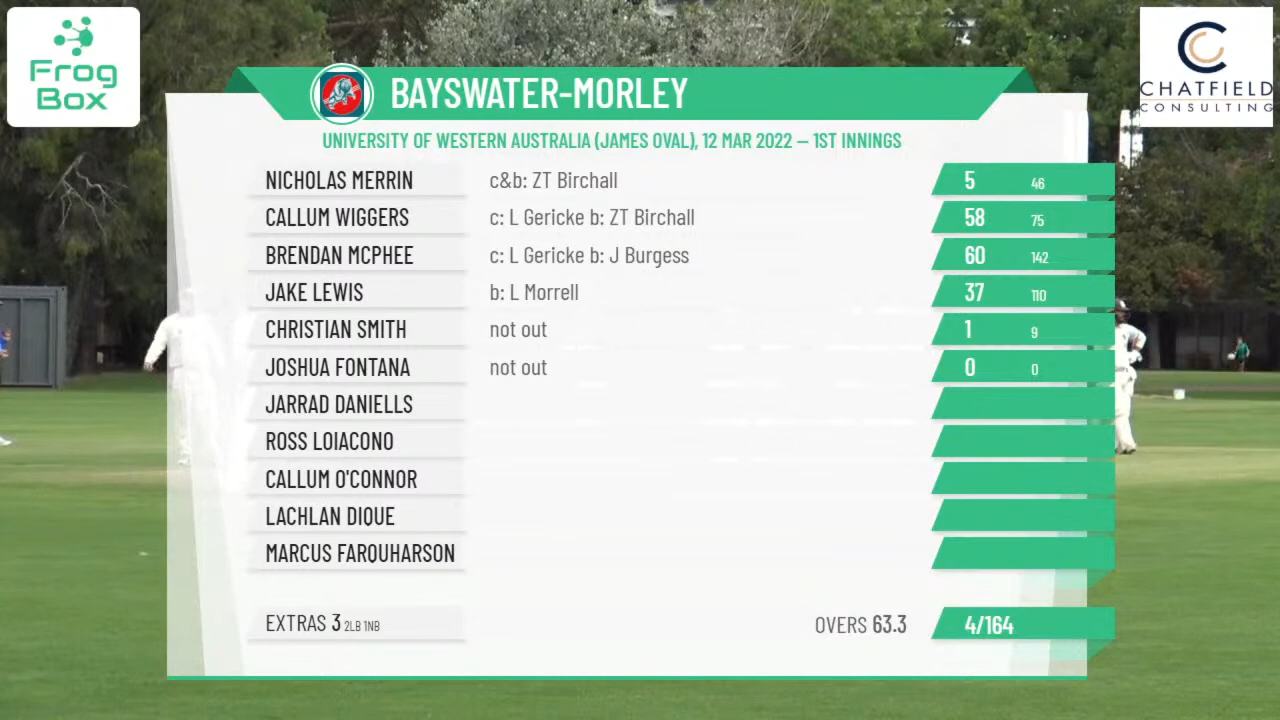 Frog
Box
CHATFIELD
CONSULTING
BAYSWATER-MORLEY
UNIVERSITY OF WESTERN AUSTRALIA (JAMES OVAL), 12 MAR 2022 – 1ST INNINGS
NICHOLAS MERRIN c&b: ZT Birchall 5 46
CALLUM WIGGERS c: L Gericke b: ZT Birchall 58 75
BRENDAN MCPHEE c: L Gericke b: J Burgess 60 142
JAKE LEWIS b: L Morrell 37 110
CHRISTIAN SMITH not out 1 9
JOSHUA FONTANA not out 0 0
JARRAD DANIELLS
ROSS LOIACONO
CALLUM O'CONNOR
LACHLAN DIQUE
MARCUS FARQUHARSON
EXTRAS 3 2LB 1NB OVERS 63.3 4/164